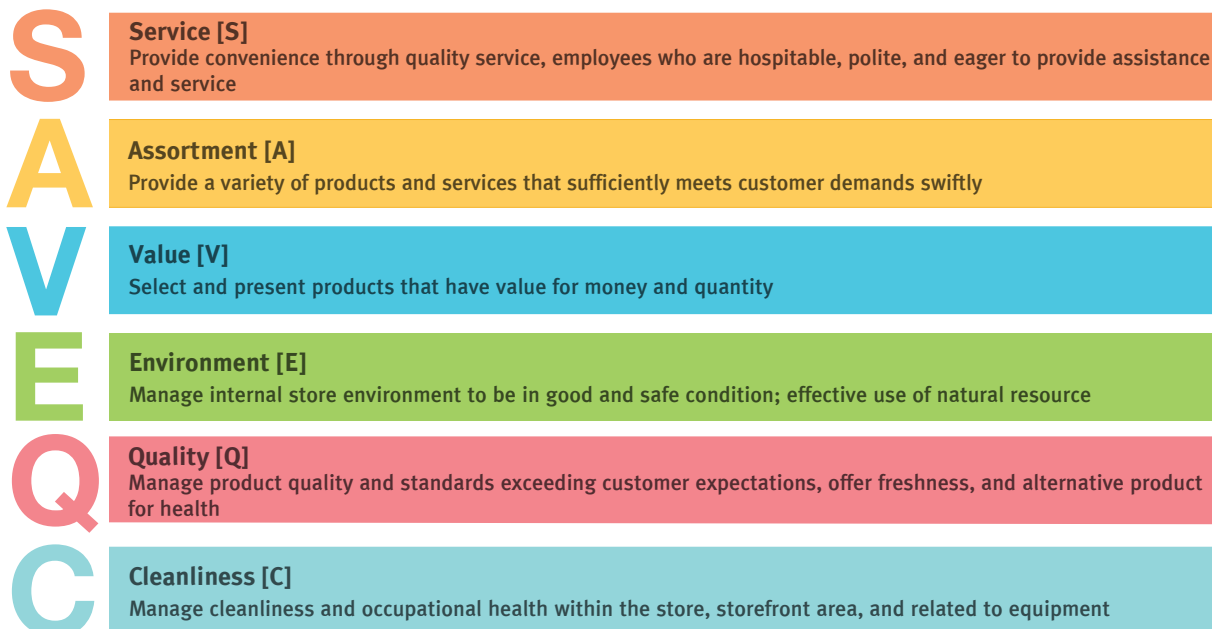 S
Service [S]
Provide convenience through quality service, employees who are hospitable, polite, and eager to provide assistance
and service
A
Assortment [A]
Provide a variety of products and services that sufficiently meets customer demands swiftly
V
Value [V]
Select and present products that have value for money and quantity
E
Environment [E]
Manage internal store environment to be in good and safe condition; effective use of natural resource
Q
Quality [Q]
Manage product quality and standards exceeding customer expectations, offer freshness, and alternative product
for health
C
Cleanliness [C]
Manage cleanliness and occupational health within the store, storefront area, and related to equipment